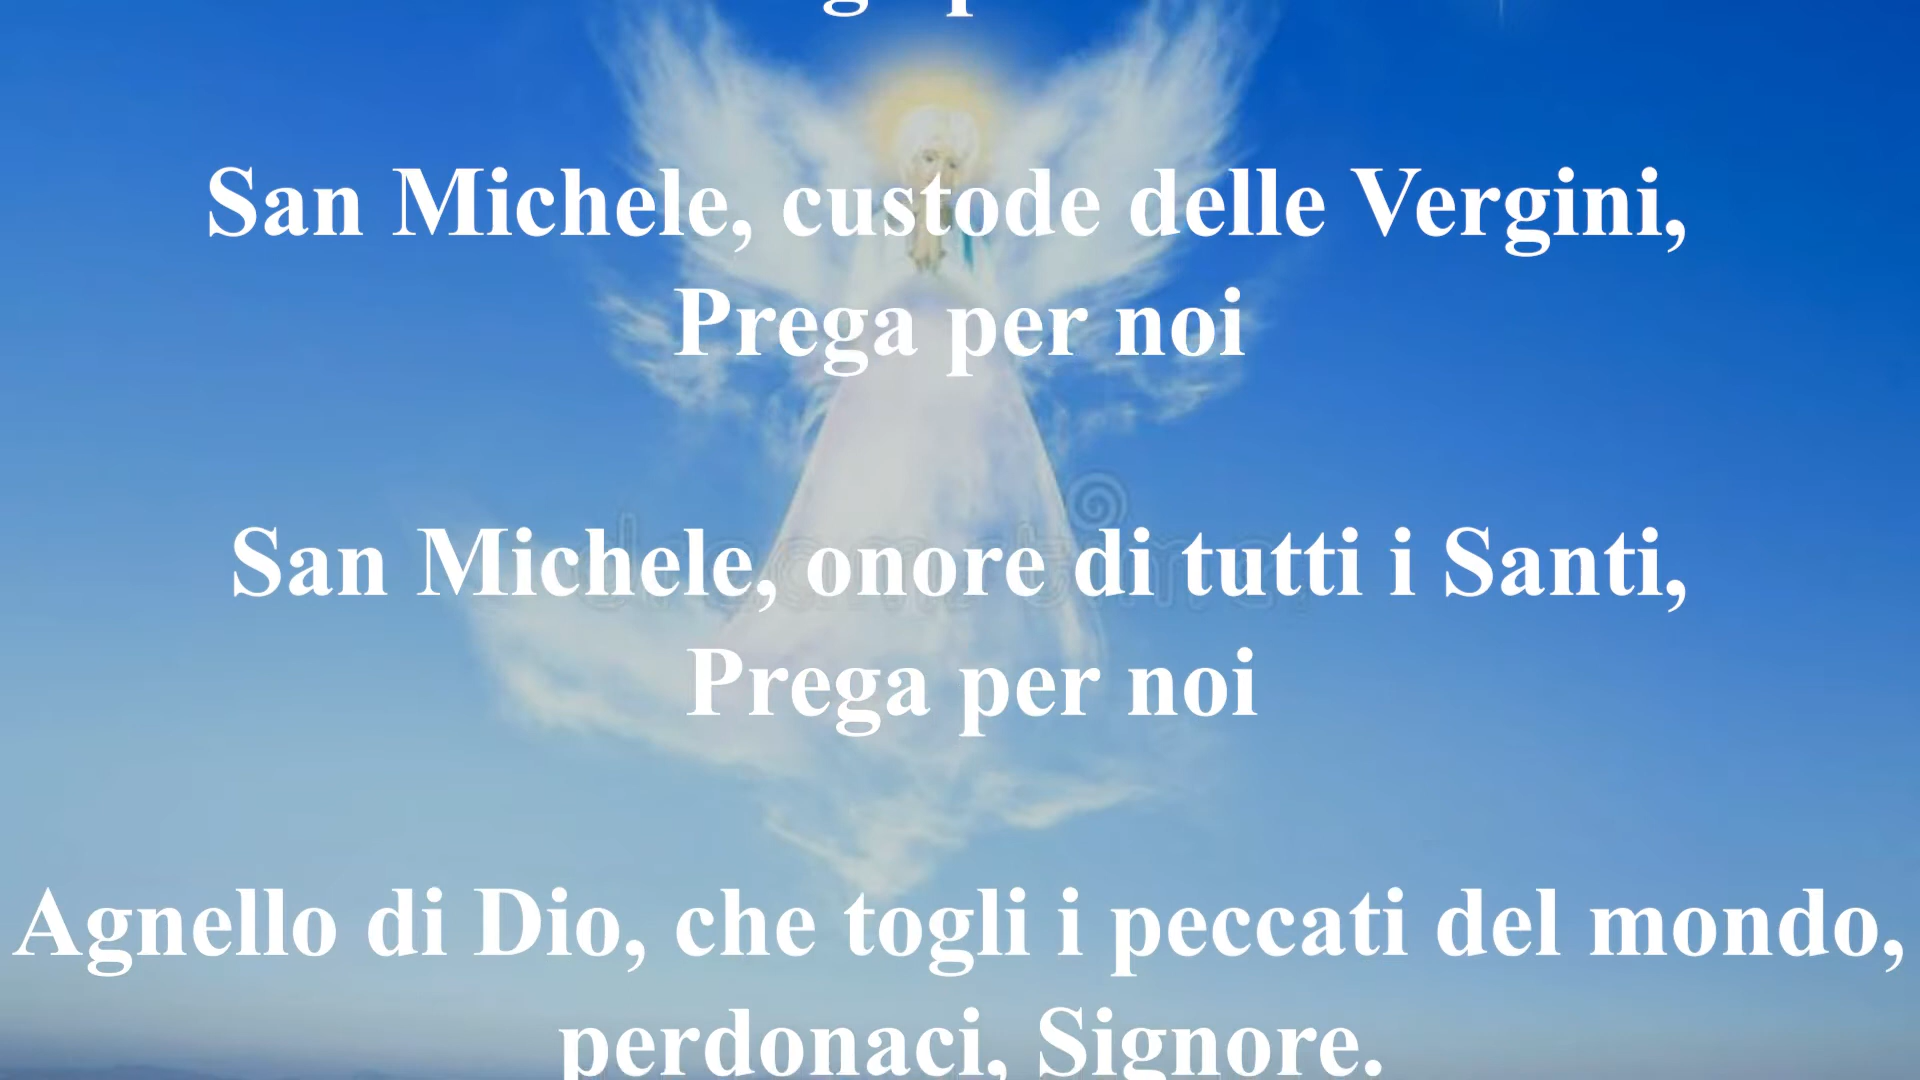 San Michele, custode delle Vergini,
Prega per noi
San Michele, onore di tutti i Santi,
Prega per noi
dreamstime
Agnello di Dio, che togli i peccati del mondo,
perdonaci, Signore.